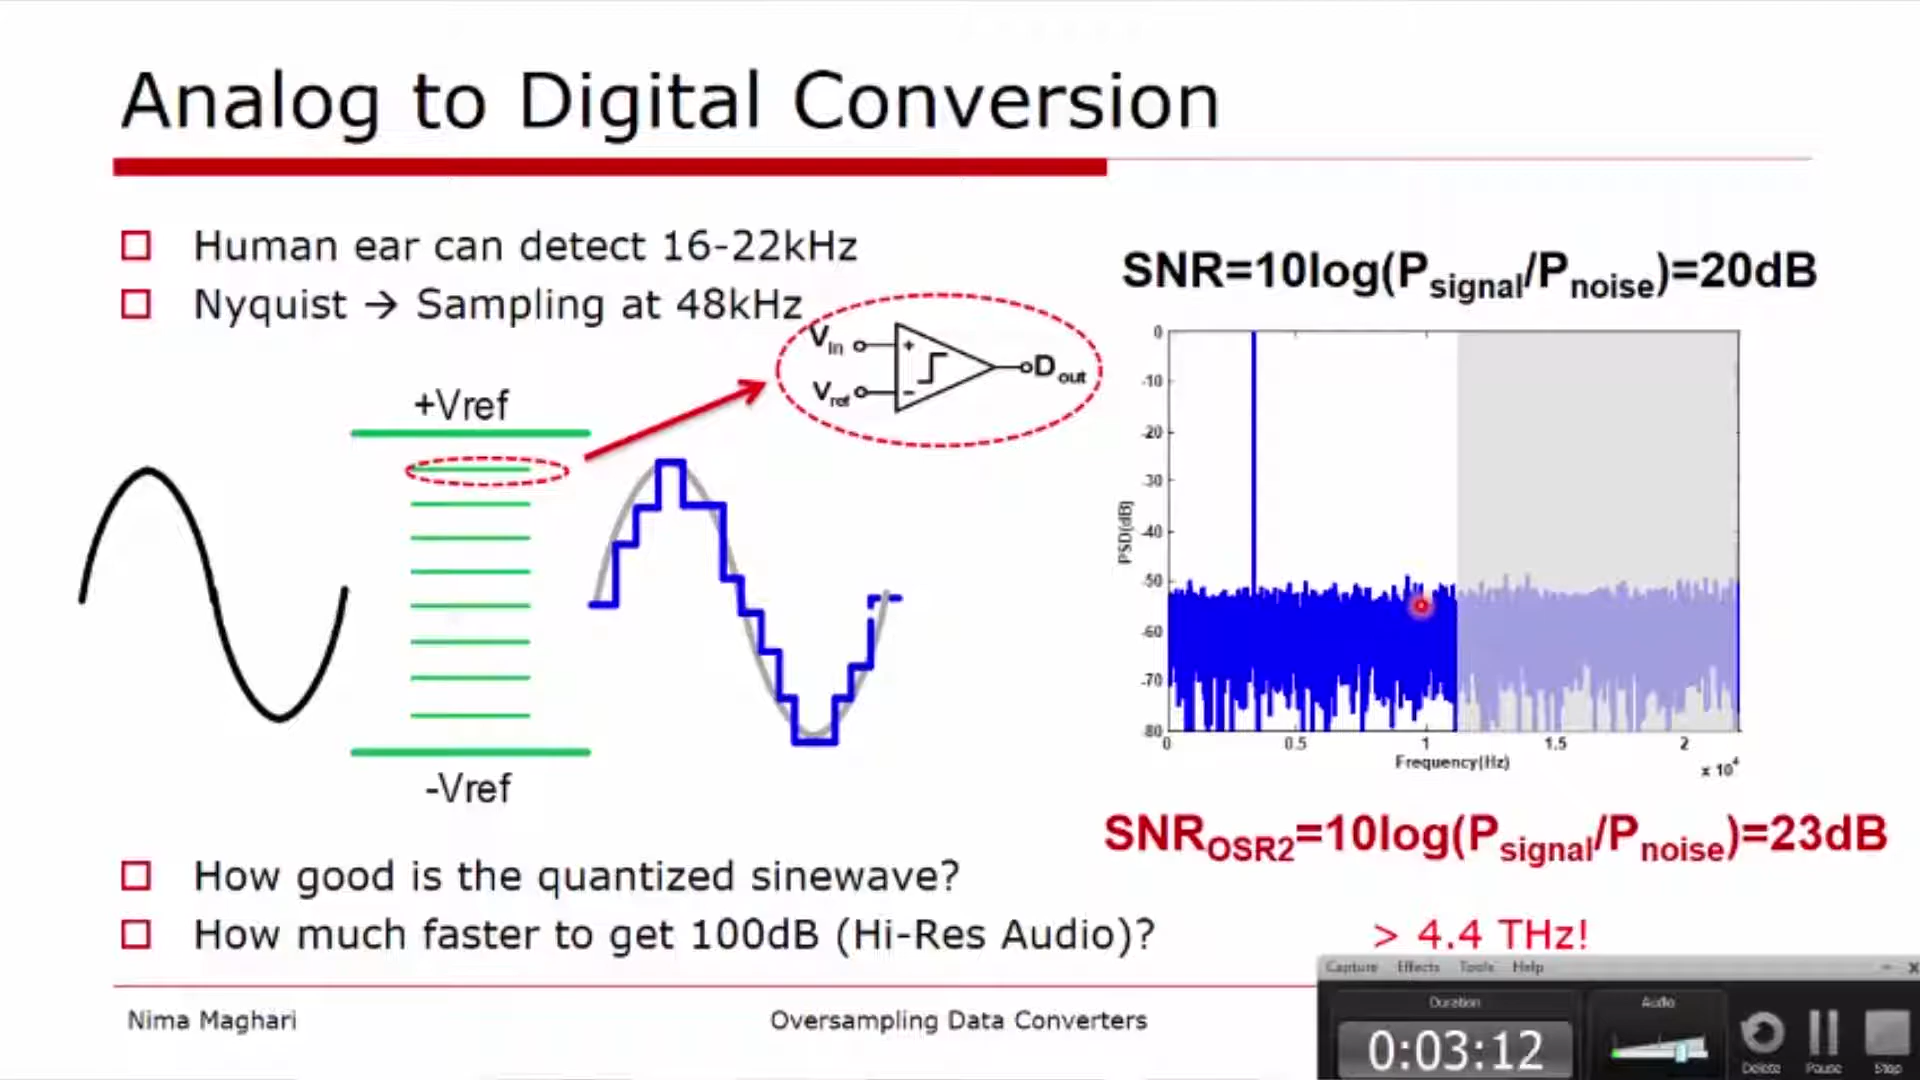 Analog to Digital Conversion
Human ear can detect 16-22kHz
Nyquist → Sampling at 48kHz
SNR=10log(Psignal/Pnoise)=20dB
Vin
Vref
+
-
Dout
+Vref
-Vref
0
-10
-20
-30
-40
-50
-60
-70
-80
PSD(dB)
0 0.5 1 1.5 2
Frequency(Hz)
x 10^4
SNROSR2=10log(Psignal/Pnoise)=23dB
How good is the quantized sinewave?
How much faster to get 100dB (Hi-Res Audio)? > 4.4 THz!
Nima Maghari
Oversampling Data Converters
Capture Effects Tools Help
Duration
0:03:12
Audio
Delete Pause Stop